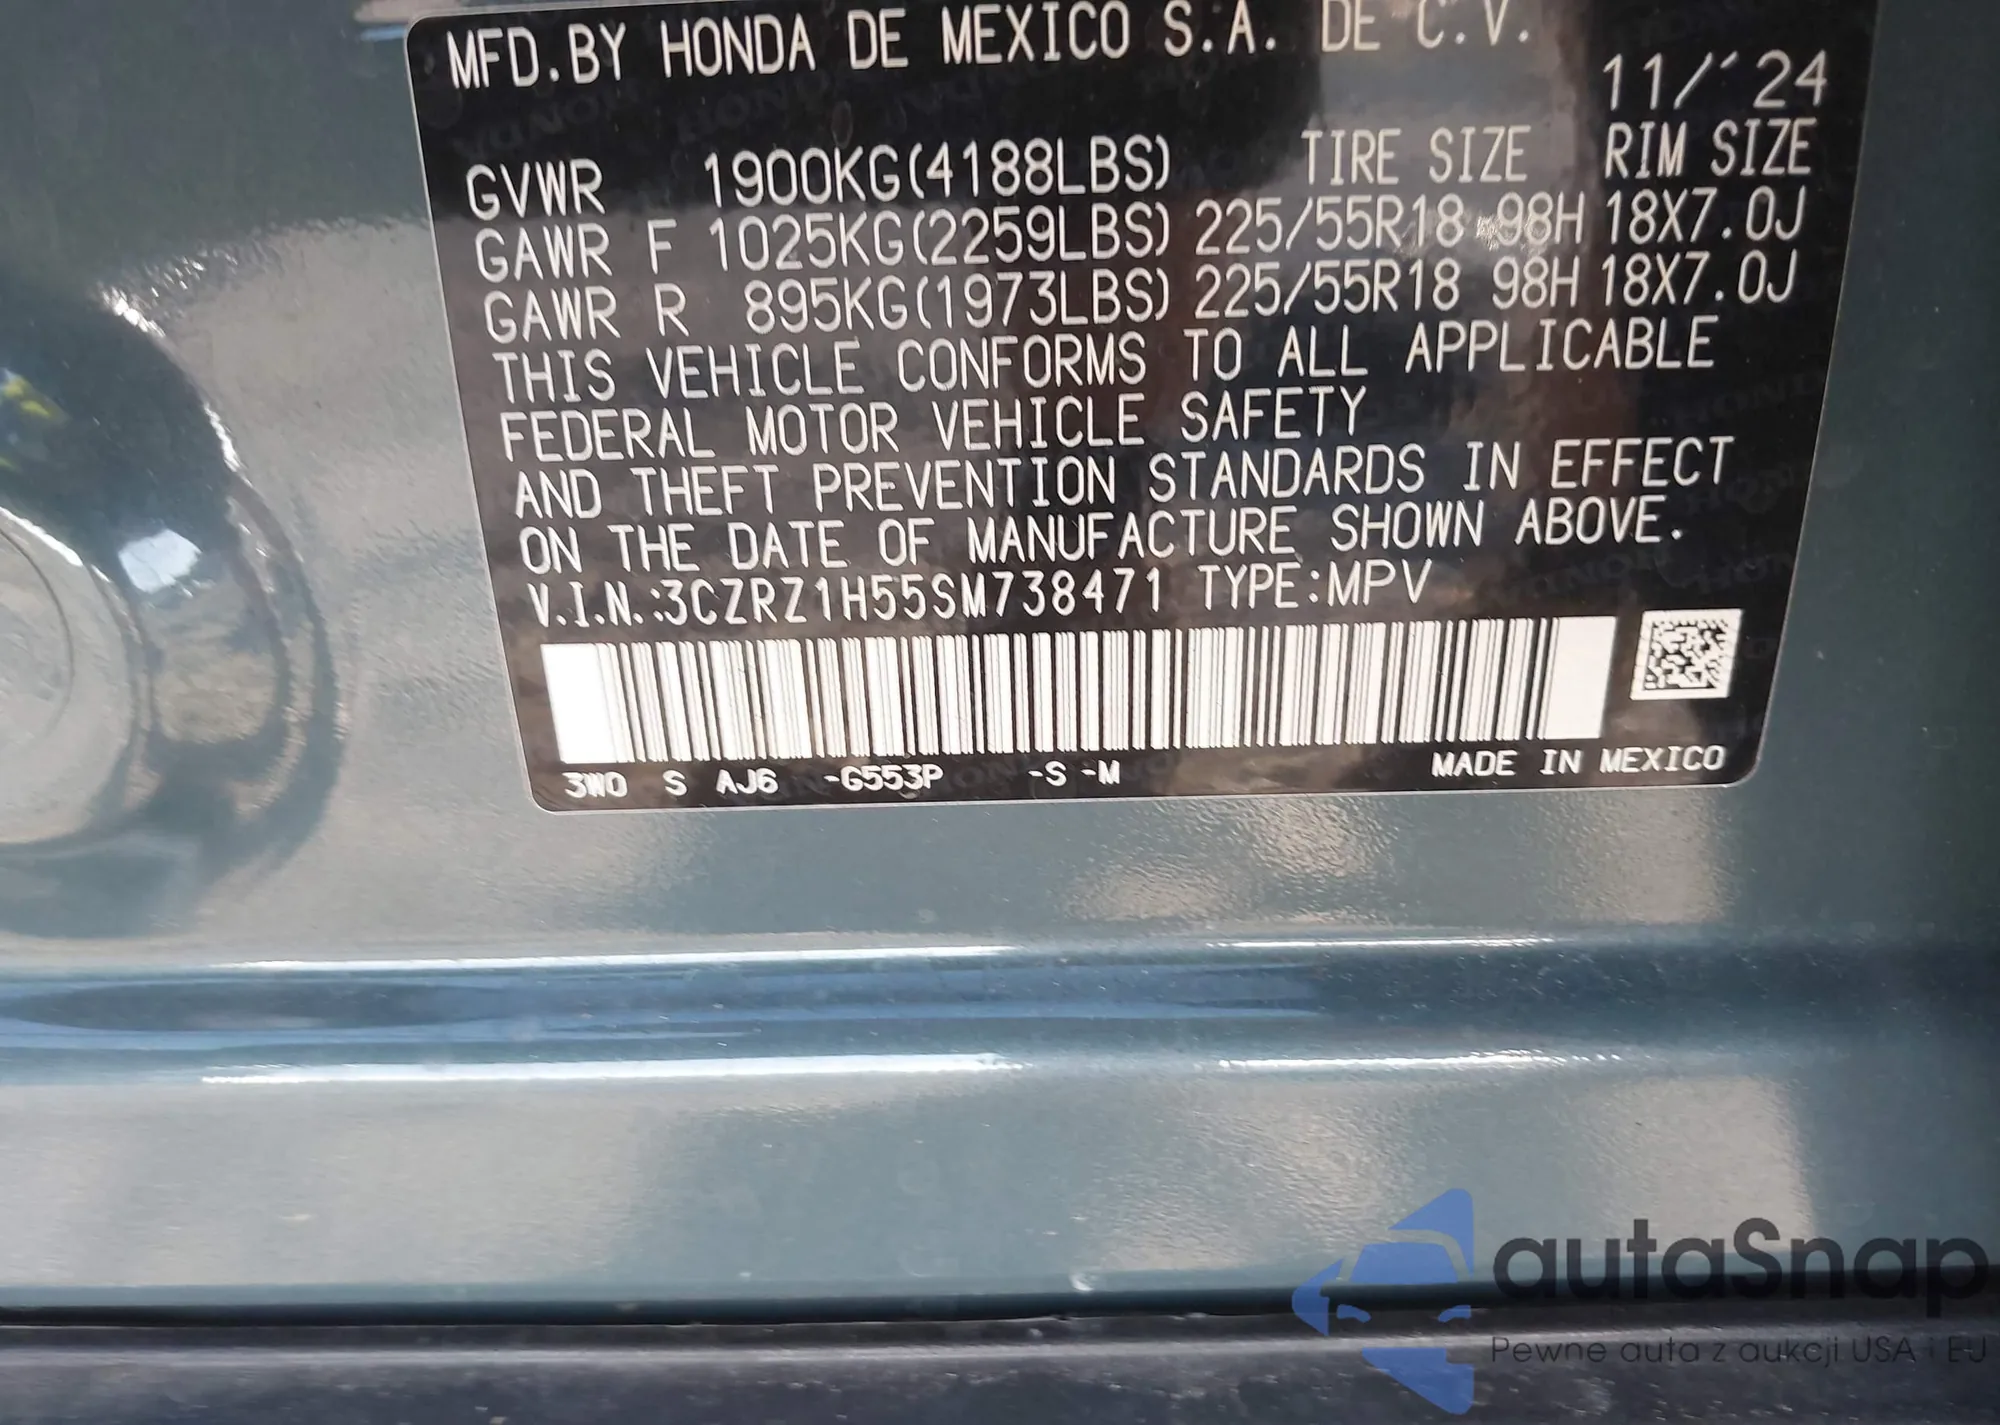 MFD.BY HONDA DE MEXICO S.A. DE C.V.
11/'24
GVWR 1900KG(4188LBS) TIRE SIZE RIM SIZE
GAWR F 1025KG(2259LBS) 225/55R18 98H 18X7.0J
GAWR R 895KG(1973LBS) 225/55R18 98H 18X7.0J
THIS VEHICLE CONFORMS TO ALL APPLICABLE
FEDERAL MOTOR VEHICLE SAFETY
AND THEFT PREVENTION STANDARDS IN EFFECT
ON THE DATE OF MANUFACTURE SHOWN ABOVE.
V.I.N.:3CZRZ1H55SM738471 TYPE:MPV
3W0 S AJ6 -G553P -S -M MADE IN MEXICO
autaSnap
Pewne auta z aukcji USA i EU